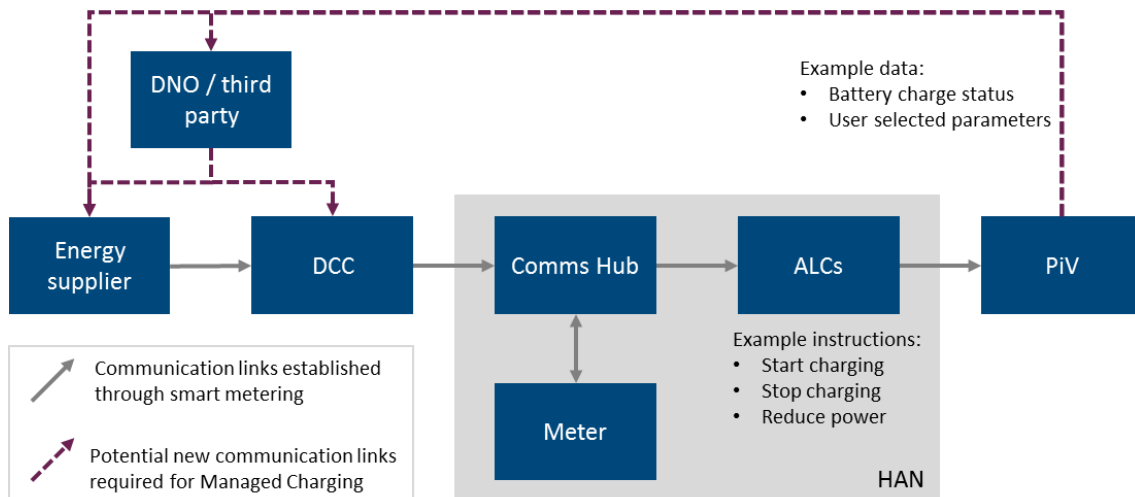 DNO / third
party
Example data:
• Battery charge status
• User selected parameters
Energy
supplier
DCC
Comms Hub
ALCs
PiV
Example instructions:
• Start charging
• Stop charging
• Reduce power
Meter
HAN
Communication links established
through smart metering
Potential new communication links
required for Managed Charging